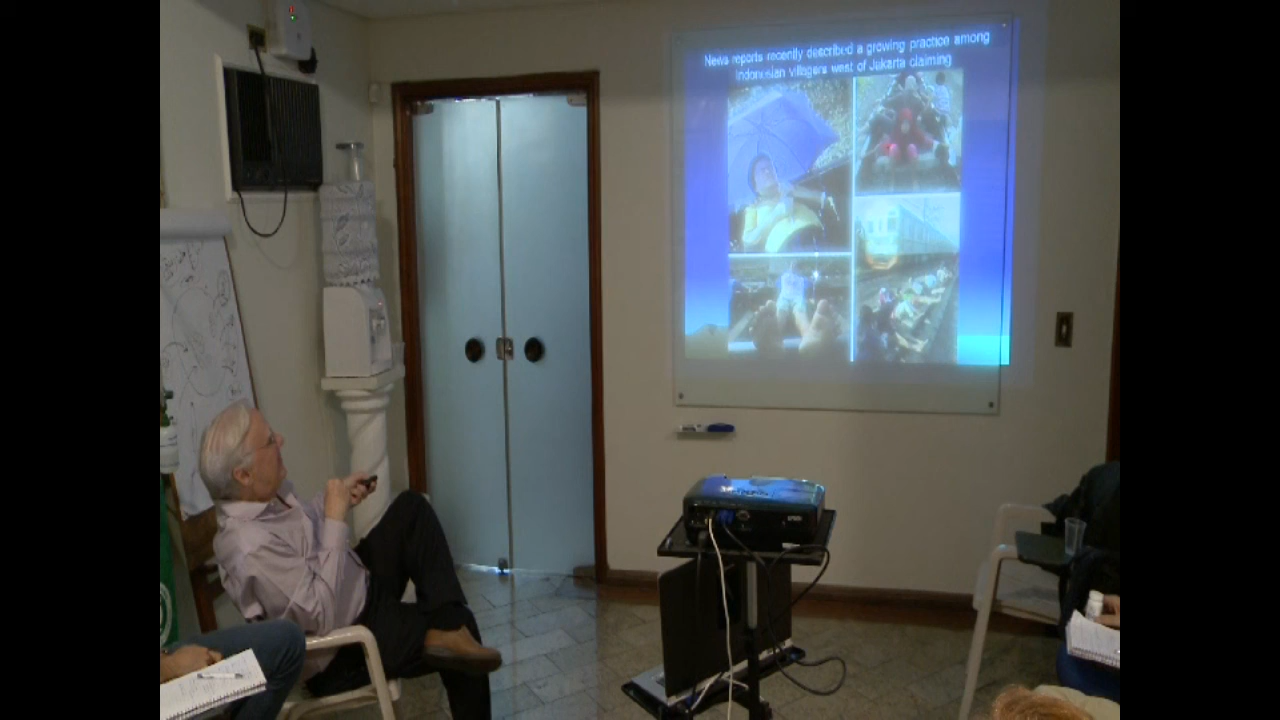 News reports recently described a growing practice among
Indonesian villagers west of Jakarta claiming